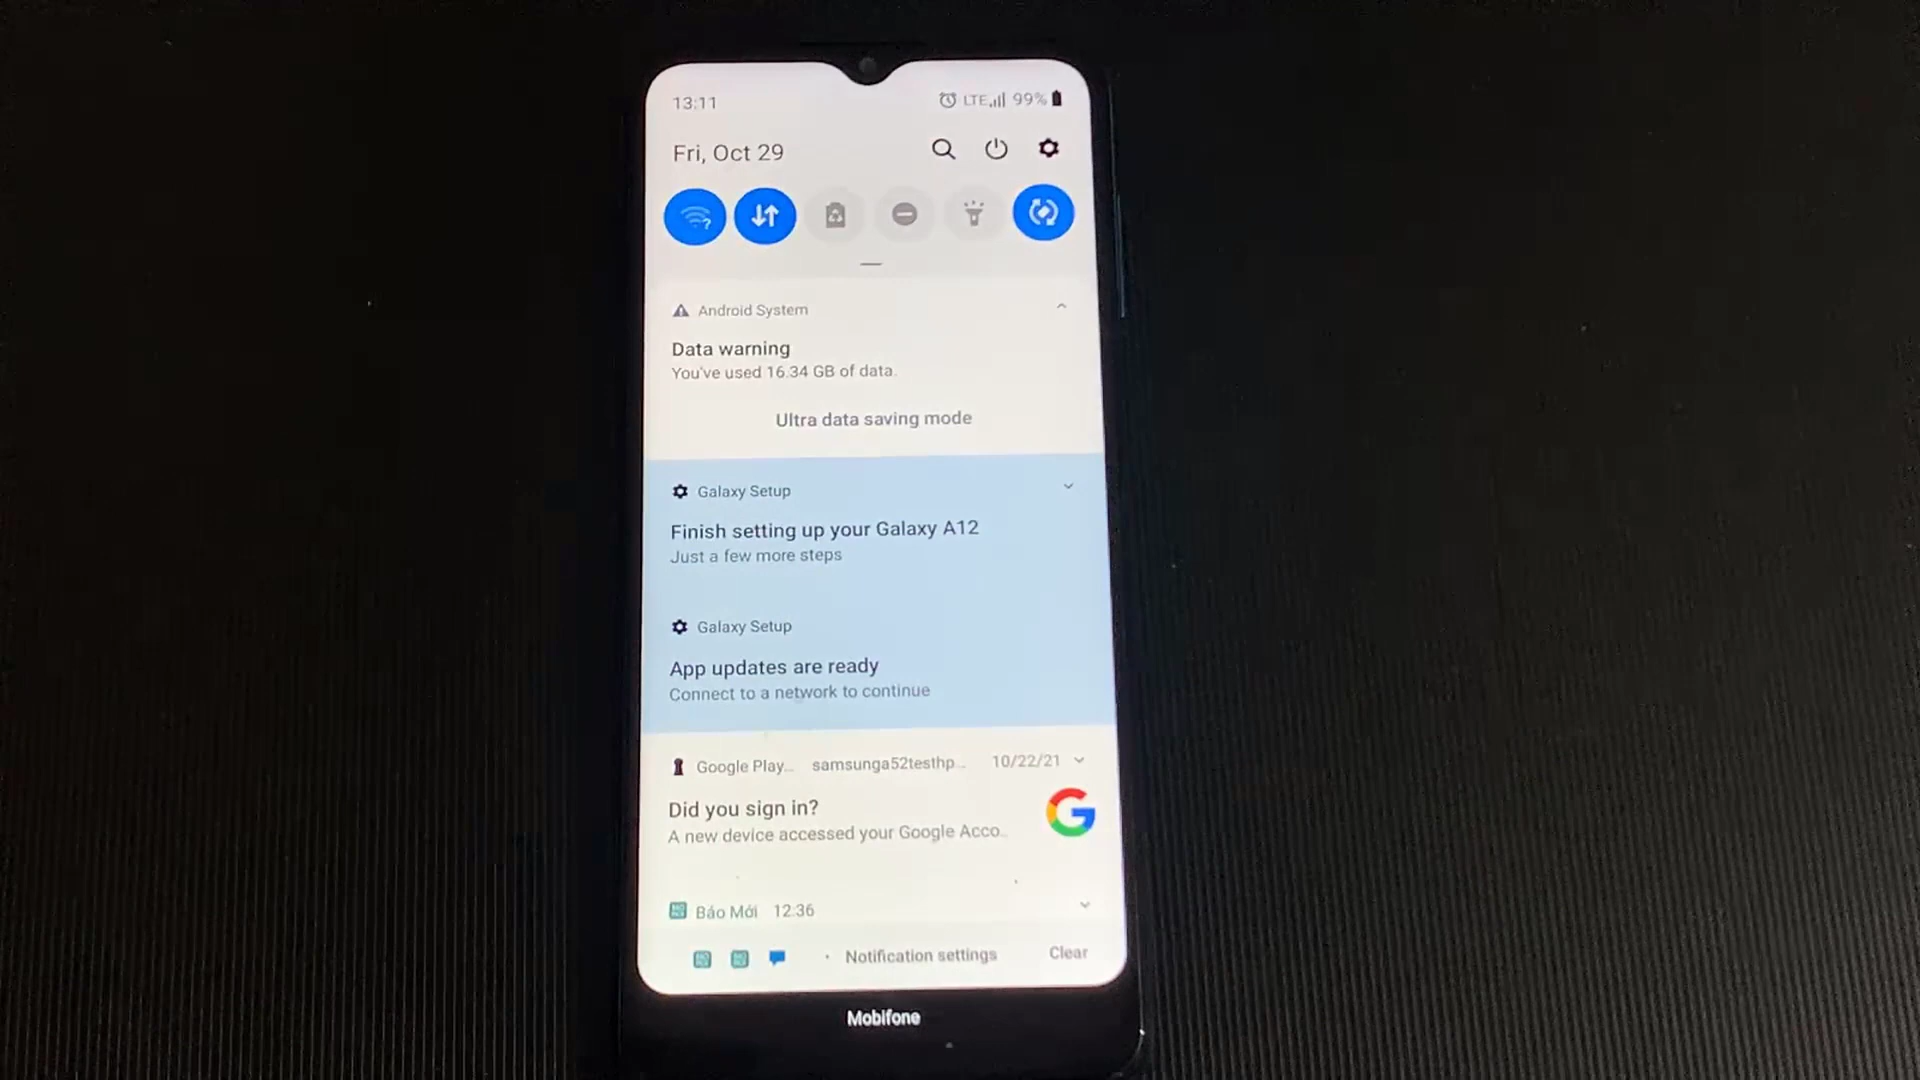 13:11
LTE 99%
Fri, Oct 29
Android System
Data warning
You've used 16.34 GB of data.
Ultra data saving mode
Galaxy Setup
Finish setting up your Galaxy A12
Just a few more steps
Galaxy Setup
App updates are ready
Connect to a network to continue
Google Play... samsunga52testhp... 10/22/21
Did you sign in?
A new device accessed your Google Acco...
Báo Mới 12:36
Notification settings Clear
Mobifone